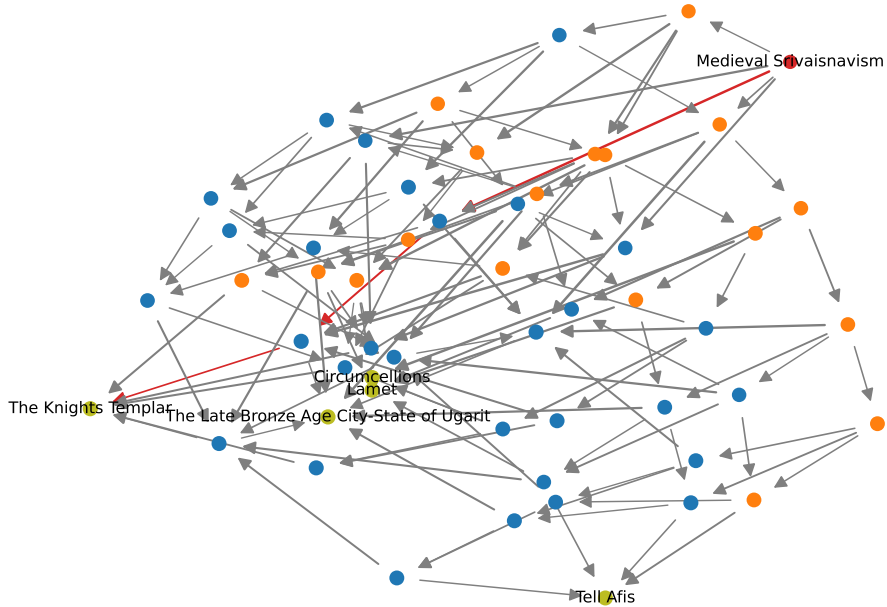 Medieval Srivaisnavism
Circumcellions
Lamet
The Knights Templar
The Late Bronze Age City-State of Ugarit
Tell Afis